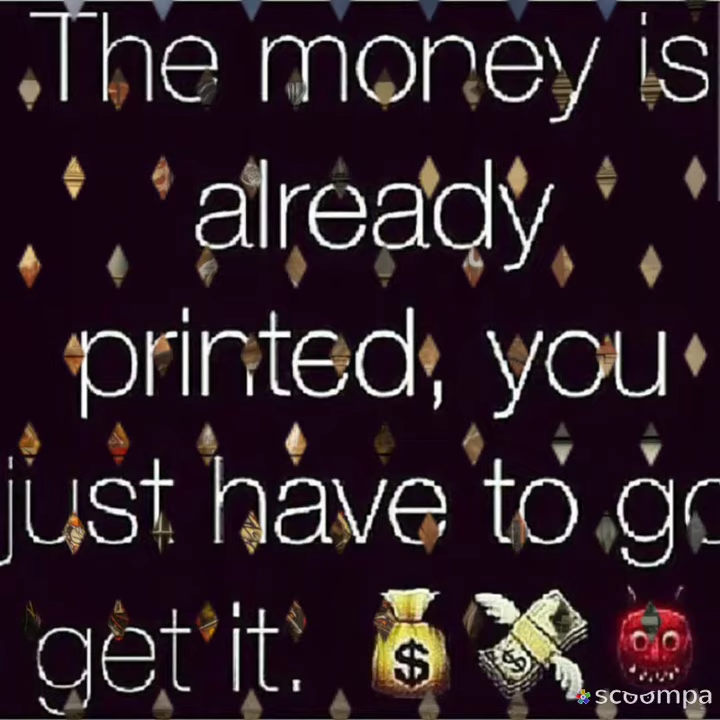 The money is
already
printed, you
just have to go
get it.
scoompa